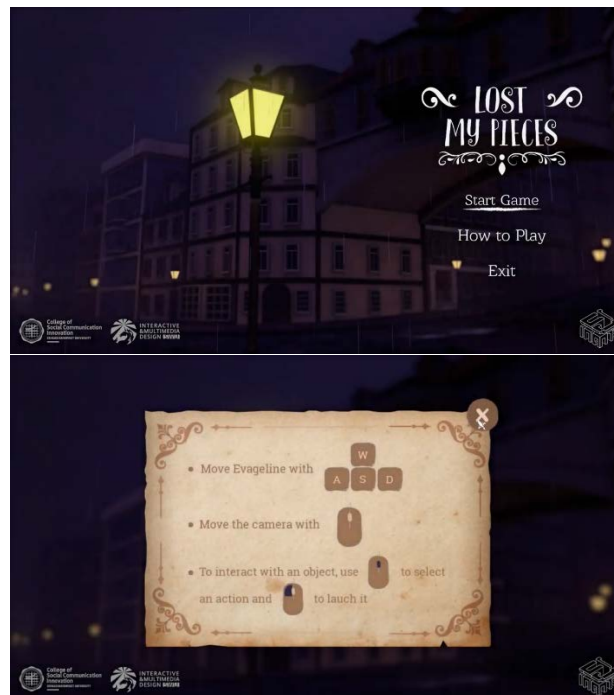 LOST
MY PIECES
Start Game
How to Play
Exit
College of
Social Communication
Innovation
INTERACTIVE
&MULTIMEDIA
DESIGN
W
Move Evageline with
A S D
Move the camera with
To interact with an object, use to select
an action and to lauch it
College of
Social Communication
Innovation
INTERACTIVE
&MULTIMEDIA
DESIGN